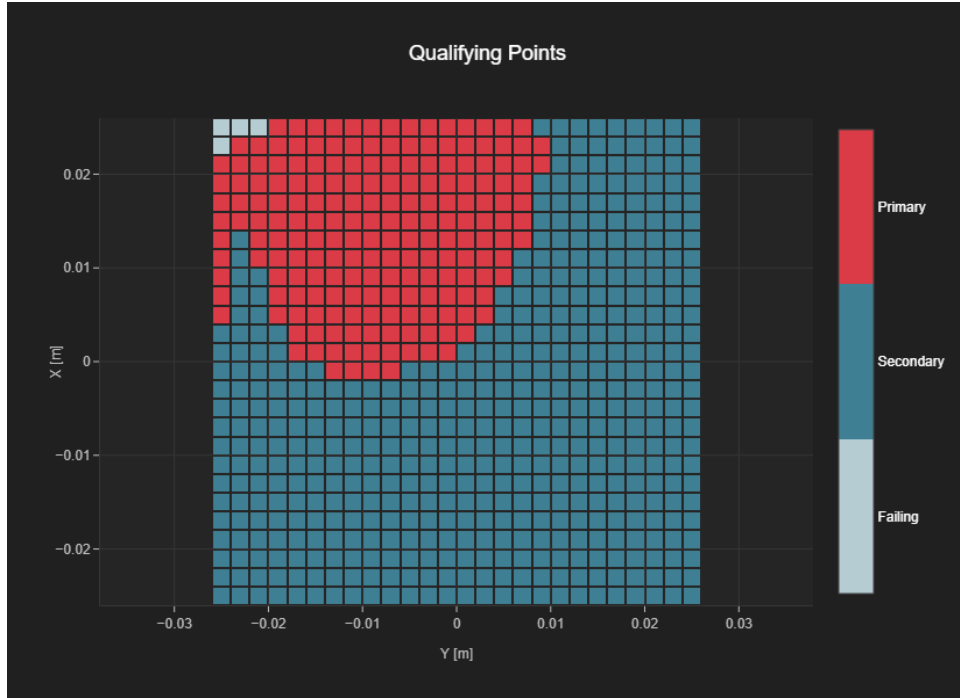 Qualifying Points
0.02
0.01
0
−0.01
−0.02
X [m]
−0.03
−0.02
−0.01
0
0.01
0.02
0.03
Y [m]
Primary
Secondary
Failing